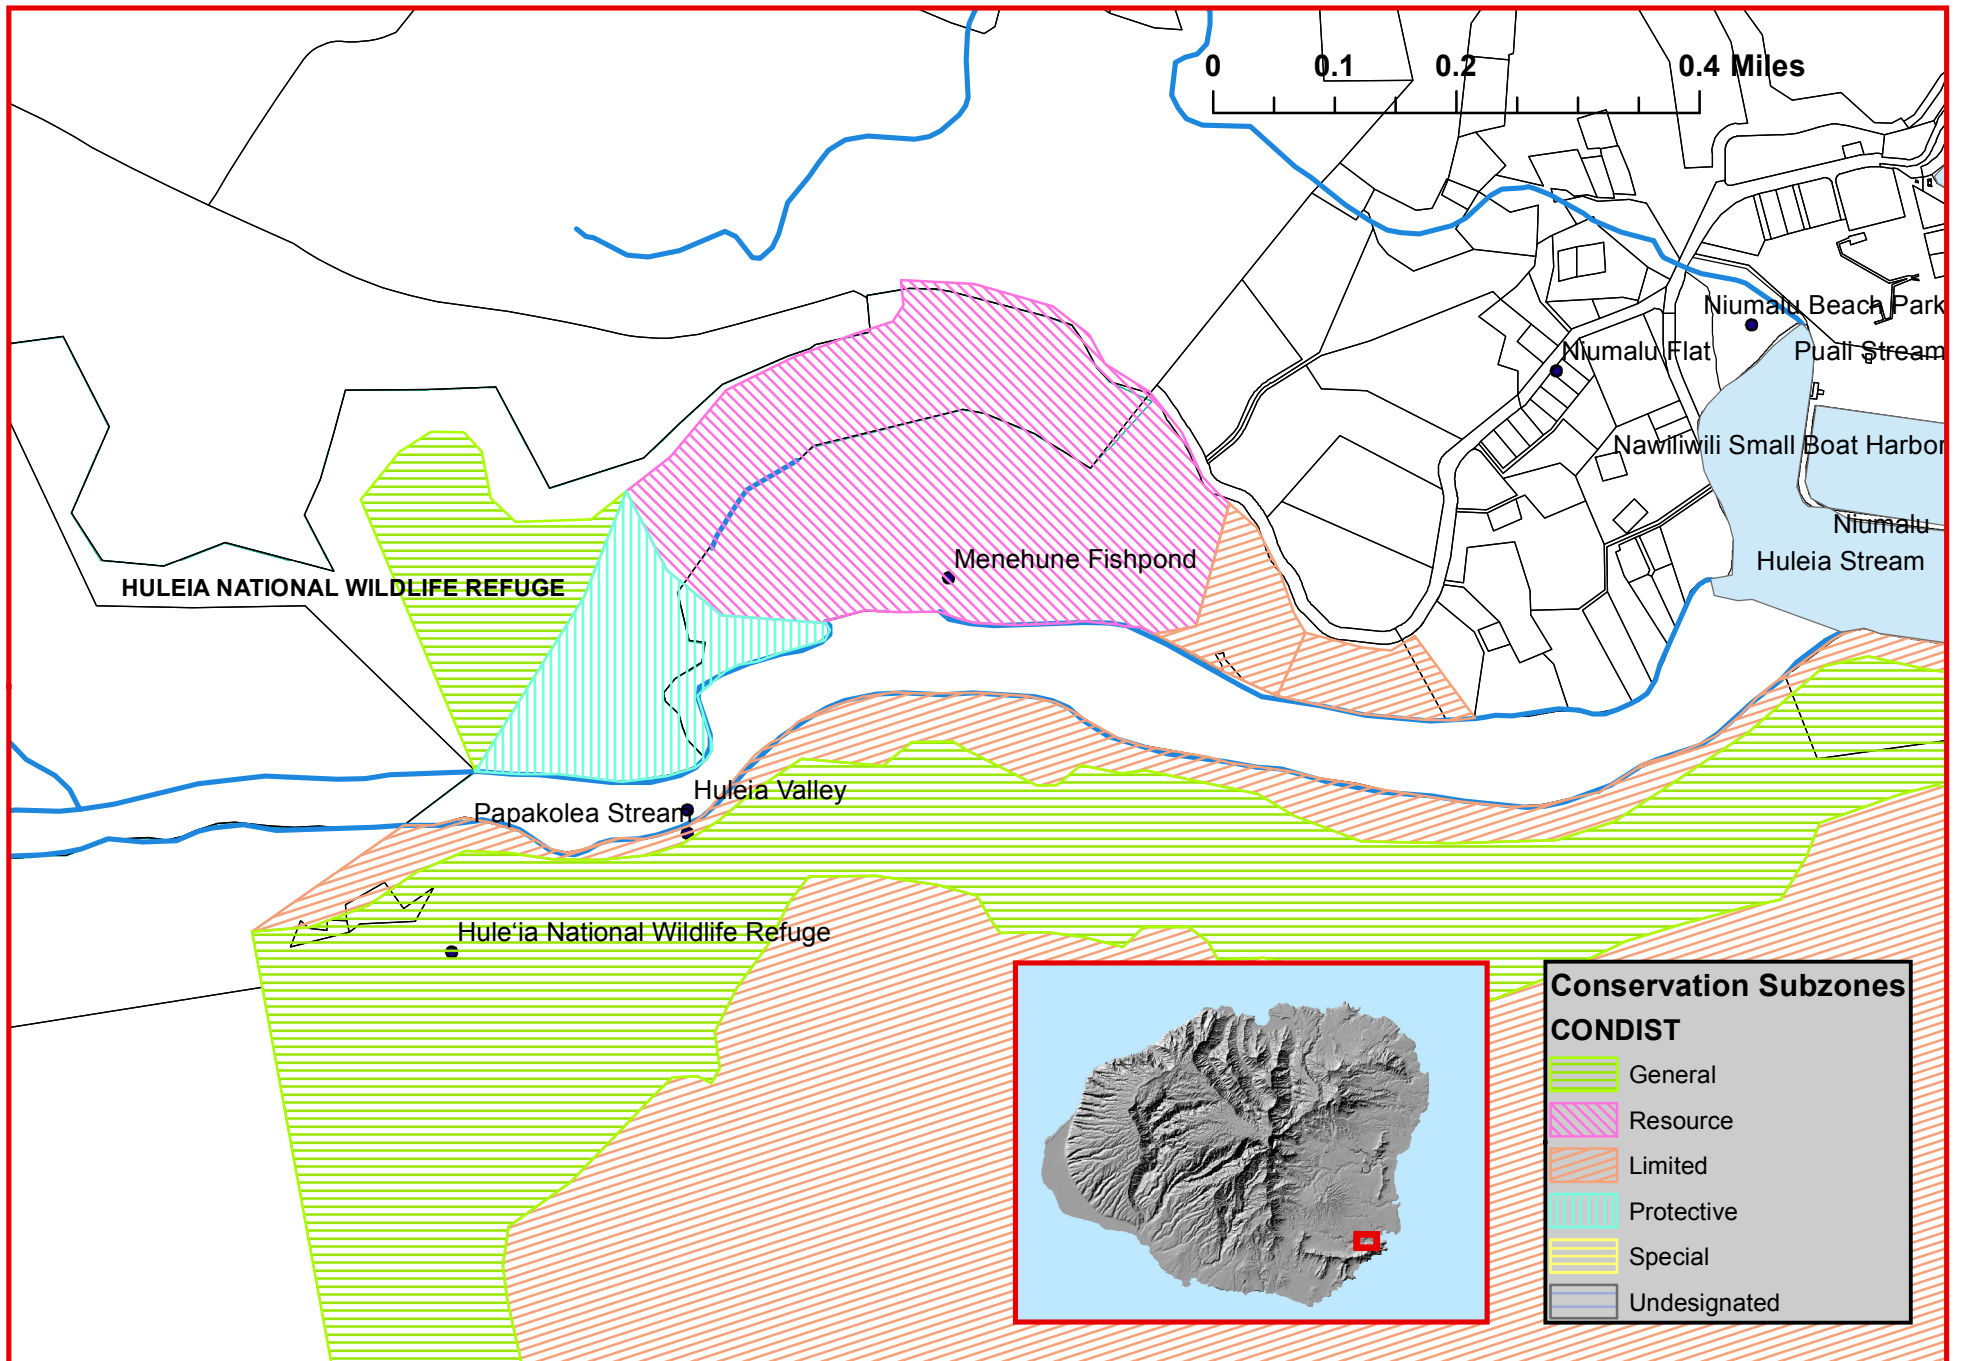 0 0.1 0.2 0.4 Miles
Niumalu Beach Park
Niumalu Flat
Puali Stream
Nawiliwili Small Boat Harbor
Niumalu
Huleia Stream
Menehune Fishpond
HULEIA NATIONAL WILDLIFE REFUGE
Huleia Valley
Papakolea Stream
Hule‘ia National Wildlife Refuge
Conservation Subzones
CONDIST
General
Resource
Limited
Protective
Special
Undesignated